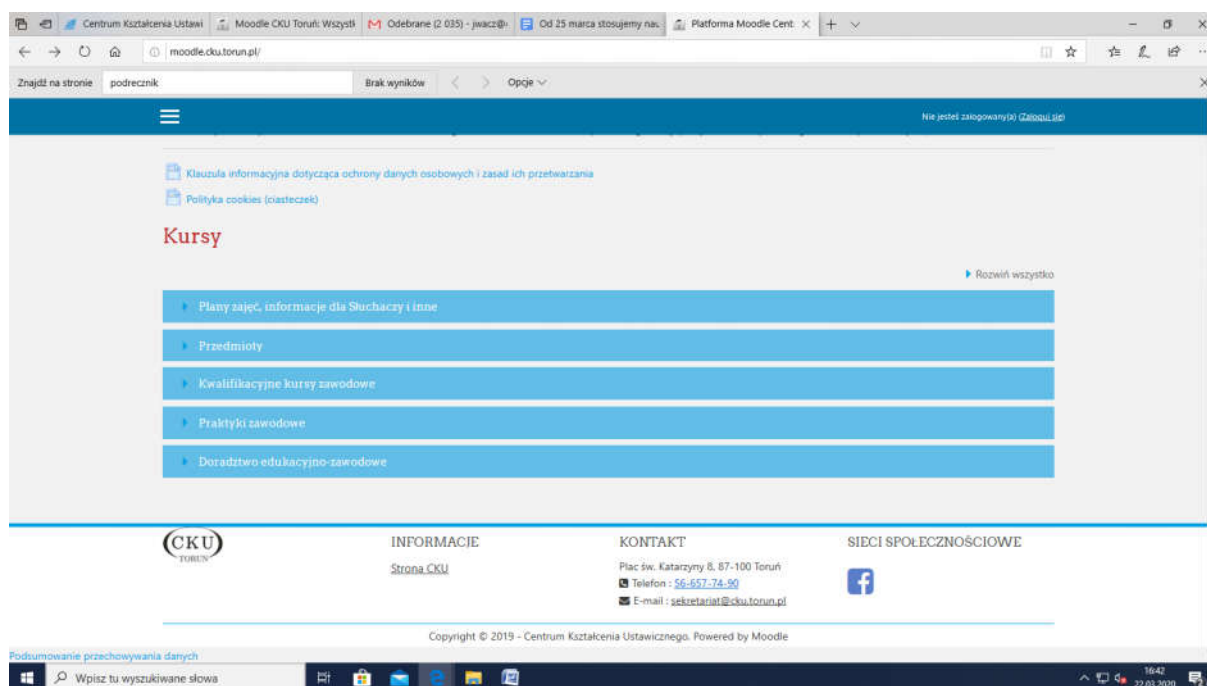 Centrum Kształcenia Ustawi
Moodle CKU Toruń: Wszystk
Odebrane (2 035) - jwacz@
Od 25 marca stosujemy nau
Platforma Moodle Cent
moodle.cku.torun.pl/
Znajdź na stronie
podrecznik
Brak wyników
Opcje
Nie jesteś zalogowany(a) (Zaloguj się)
Klauzula informacyjna dotycząca ochrony danych osobowych i zasad ich przetwarzania
Polityka cookies (ciasteczek)
Kursy
Rozwiń wszystko
Plany zajęć, informacje dla Słuchaczy i inne
Przedmioty
Kwalifikacyjne kursy zawodowe
Praktyki zawodowe
Doradztwo edukacyjno-zawodowe
CKU
TORUŃ
INFORMACJE
Strona CKU
KONTAKT
Plac św. Katarzyny 8, 87-100 Toruń
Telefon : 56-657-74-90
E-mail : sekretariat@cku.torun.pl
SIECI SPOŁECZNOŚCIOWE
Copyright © 2019 - Centrum Kształcenia Ustawicznego. Powered by Moodle
Podsumowanie przechowywania danych
Wpisz tu wyszukiwane słowa
16:42
22.03.2020